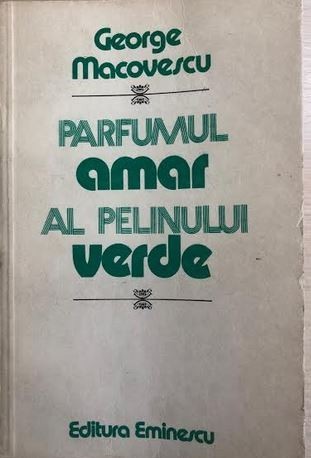 George
Macovescu
PARFUMUL
amar
AL PELINULUI
verde
Editura Eminescu